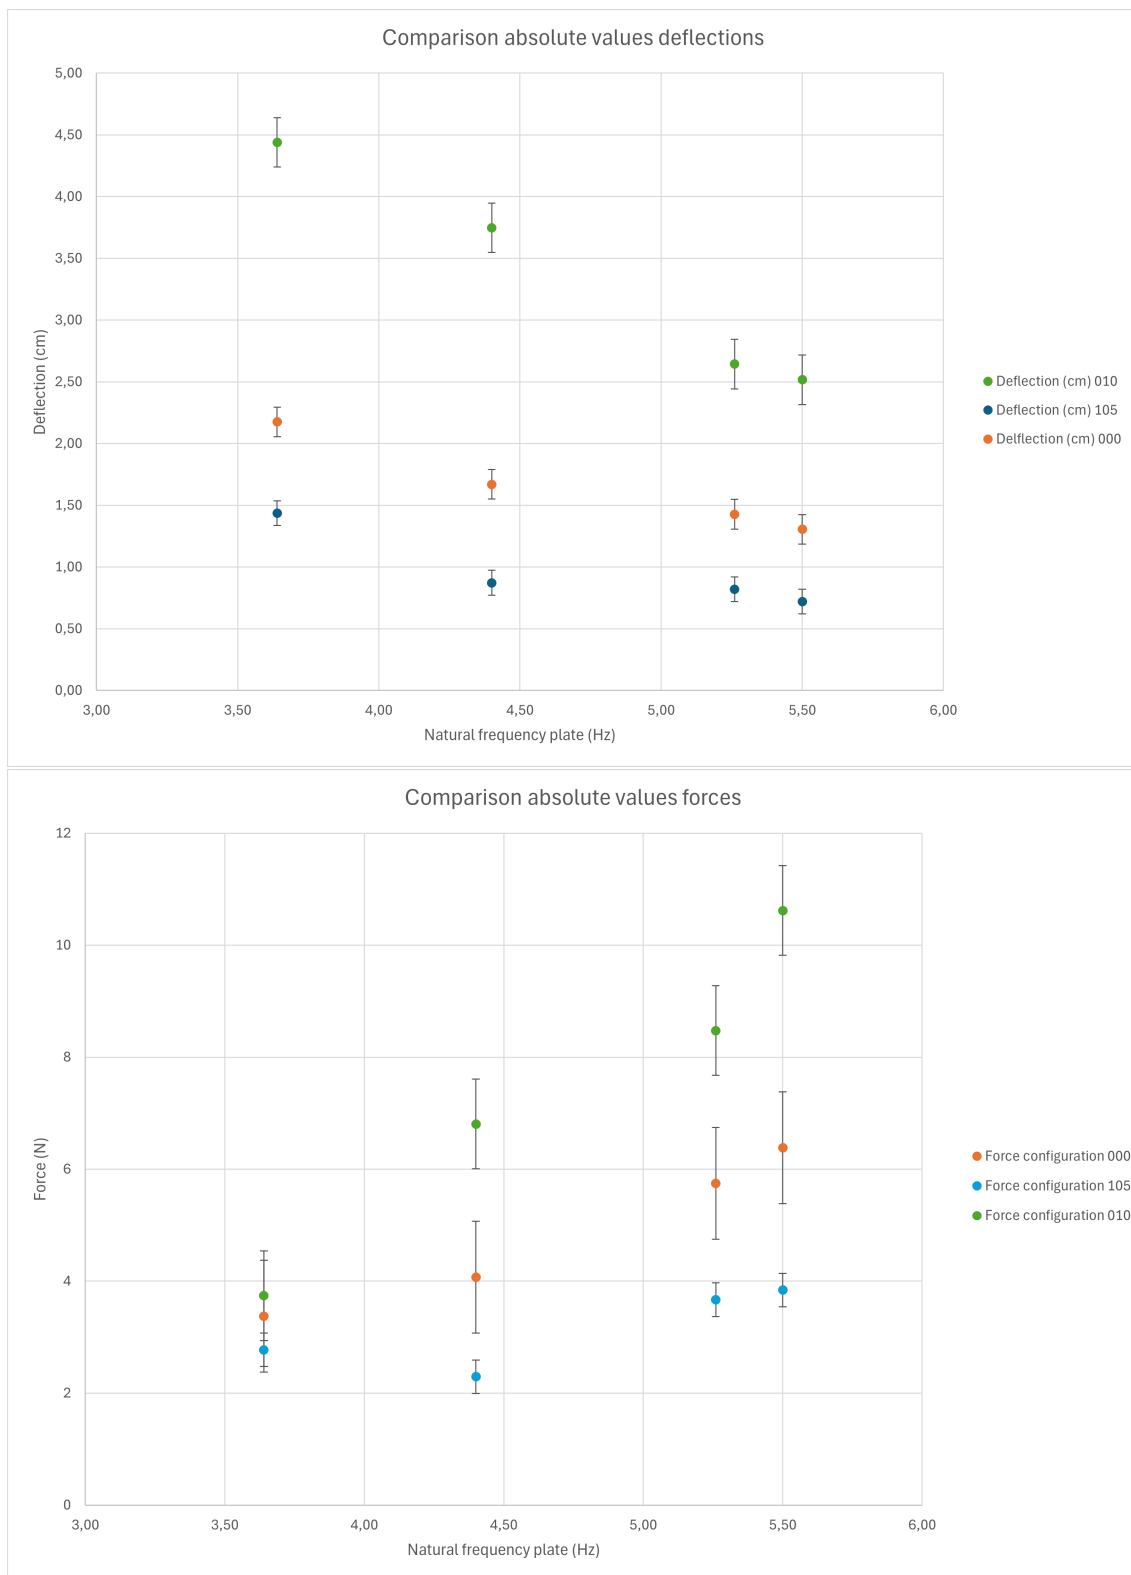 Comparison absolute values deflections
5,00
4,50
4,00
3,50
3,00
2,50
2,00
1,50
1,00
0,50
0,00
Deflection (cm)
3,00 3,50 4,00 4,50 5,00 5,50 6,00
Natural frequency plate (Hz)
Deflection (cm) 010
Deflection (cm) 105
Delflection (cm) 000
Comparison absolute values forces
12
10
8
6
4
2
0
Force (N)
3,00 3,50 4,00 4,50 5,00 5,50 6,00
Natural frequency plate (Hz)
Force configuration 000
Force configuration 105
Force configuration 010